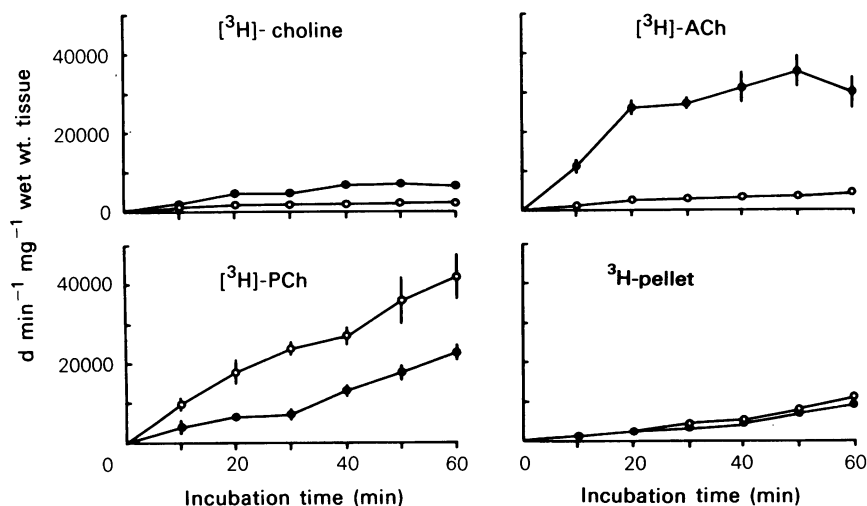 [³H]- choline
[³H]-ACh
40000
20000
0
[³H]-PCh
³H-pellet
40000
20000
0 20 40 60
0 20 40 60
Incubation time (min)
Incubation time (min)
d min⁻¹ mg⁻¹ wet wt. tissue